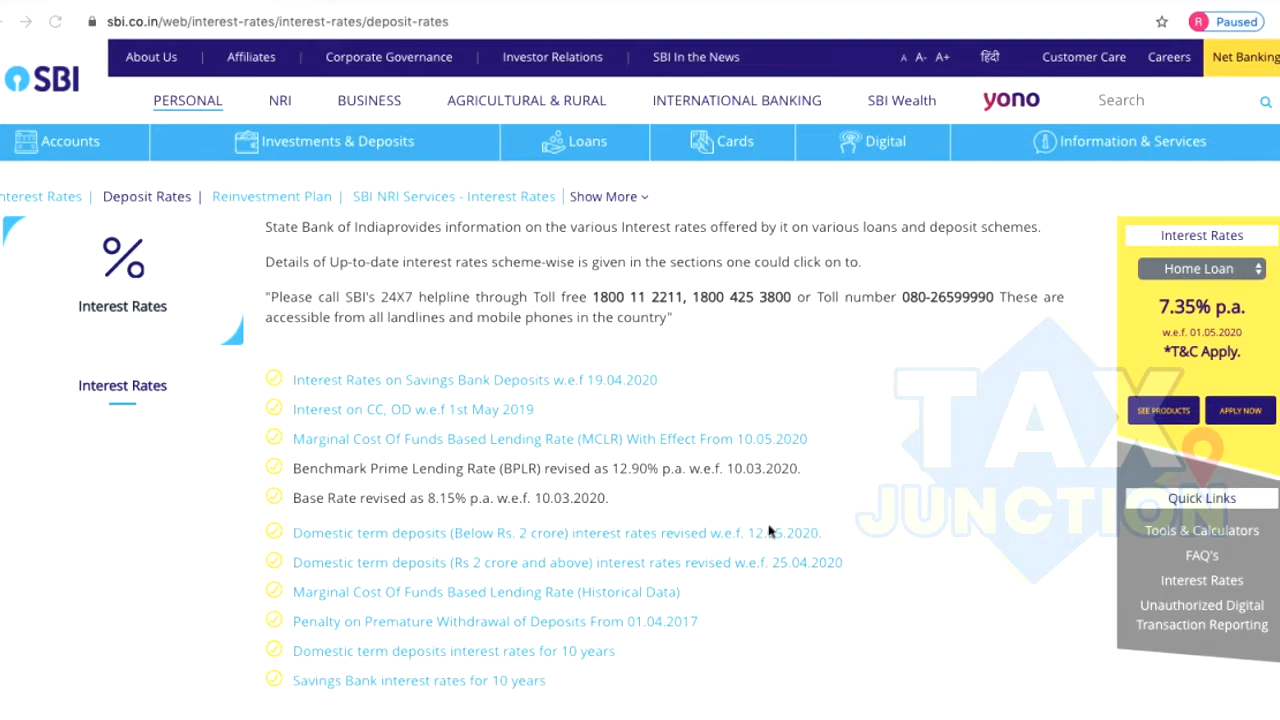 sbi.co.in/web/interest-rates/interest-rates/deposit-rates
R Paused
About Us | Affiliates | Corporate Governance | Investor Relations | SBI In the News A A- A+ हिंदी Customer Care Careers Net Banking
SBI
PERSONAL NRI BUSINESS AGRICULTURAL & RURAL INTERNATIONAL BANKING SBI Wealth yono Search
Accounts Investments & Deposits Loans Cards Digital Information & Services
nterest Rates | Deposit Rates | Reinvestment Plan | SBI NRI Services - Interest Rates | Show More
State Bank of Indiaprovides information on the various Interest rates offered by it on various loans and deposit schemes.
Details of Up-to-date interest rates scheme-wise is given in the sections one could click on to.
"Please call SBI's 24X7 helpline through Toll free 1800 11 2211, 1800 425 3800 or Toll number 080-26599990 These are
accessible from all landlines and mobile phones in the country"
%
Interest Rates
Interest Rates
Interest Rates on Savings Bank Deposits w.e.f 19.04.2020
Interest on CC, OD w.e.f 1st May 2019
Marginal Cost Of Funds Based Lending Rate (MCLR) With Effect From 10.05.2020
Benchmark Prime Lending Rate (BPLR) revised as 12.90% p.a. w.e.f. 10.03.2020.
Base Rate revised as 8.15% p.a. w.e.f. 10.03.2020.
Domestic term deposits (Below Rs. 2 crore) interest rates revised w.e.f.
Domestic term deposits (Rs 2 crore and above) interest rates revised w.e.f. 25.04.2020
Marginal Cost Of Funds Based Lending Rate (Historical Data)
Penalty on Premature Withdrawal of Deposits From 01.04.2017
Domestic term deposits interest rates for 10 years
Savings Bank interest rates for 10 years
Interest Rates
Home Loan
7.35% p.a.
w.e.f. 01.05.2020
*T&C Apply.
SEE PRODUCTS APPLY NOW
Quick Links
Tools & Calculators
FAQ's
Interest Rates
Unauthorized Digital
Transaction Reporting
TAX
JUNCTION